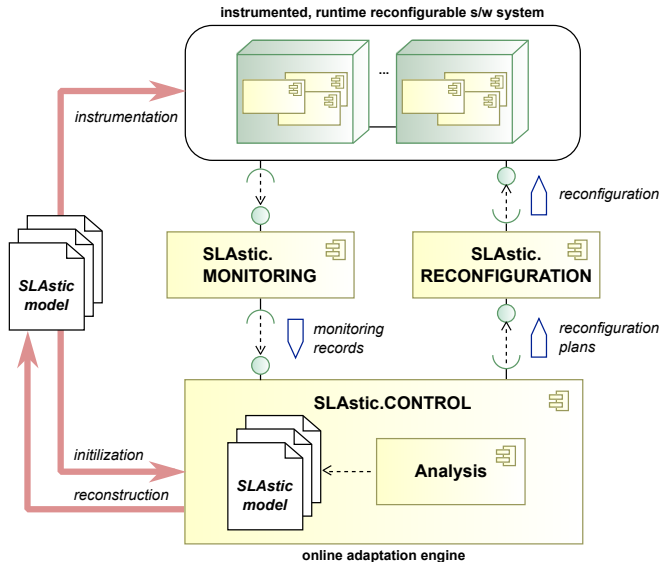 instrumented, runtime reconfigurable s/w system
...
instrumentation
reconfiguration
SLAstic.
MONITORING
SLAstic.
RECONFIGURATION
SLAstic
model
monitoring
records
reconfiguration
plans
SLAstic.CONTROL
initilization
reconstruction
SLAstic
model
Analysis
online adaptation engine